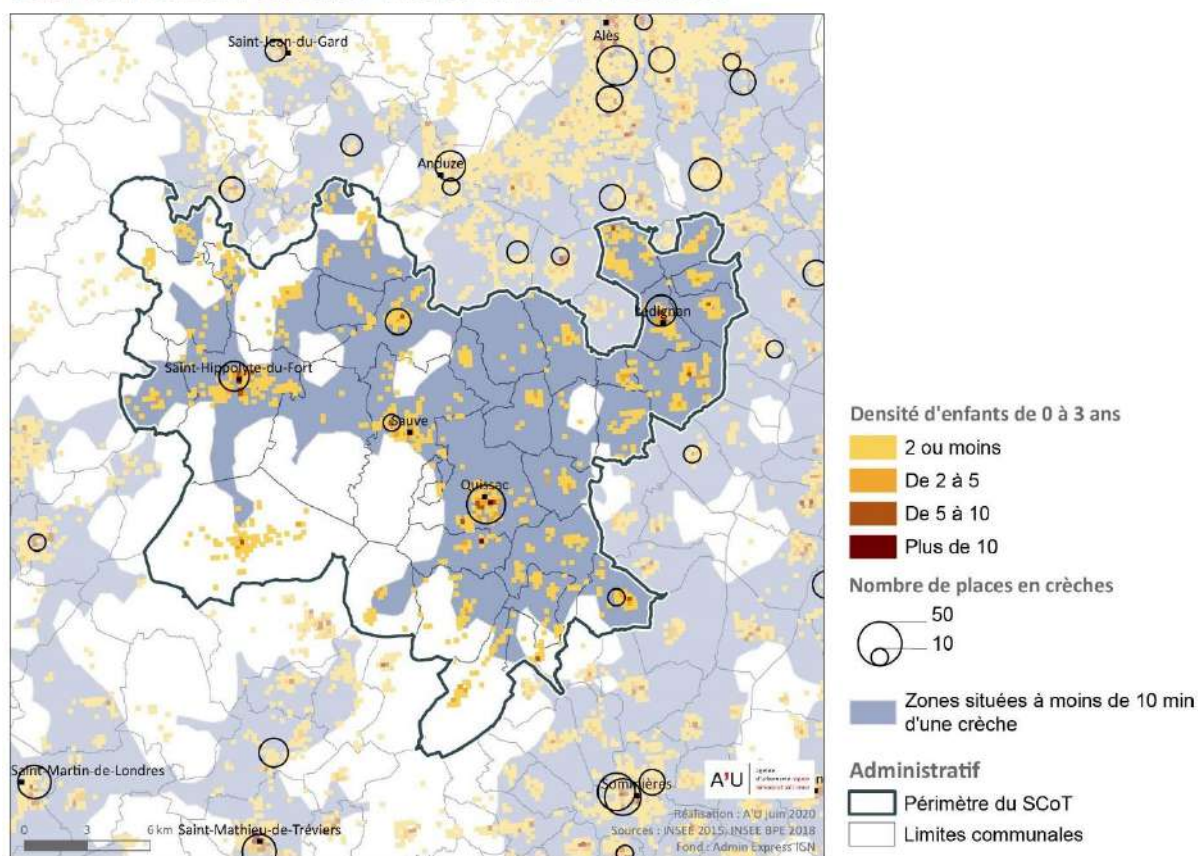 Saint-Jean-du-Gard
Alès
Anduze
Lédignan
Saint-Hippolyte-du-Fort
Sauve
Quissac
Saint-Martin-de-Londres
Sommières
Saint-Mathieu-de-Tréviers
0 3 6 km
A'U
Réalisation : A'U juin 2020
Sources : INSEE 2015, INSEE BPE 2018
Fond : Admin Express IGN
Densité d'enfants de 0 à 3 ans
2 ou moins
De 2 à 5
De 5 à 10
Plus de 10
Nombre de places en crèches
50
10
Zones situées à moins de 10 min
d'une crèche
Administratif
Périmètre du SCoT
Limites communales